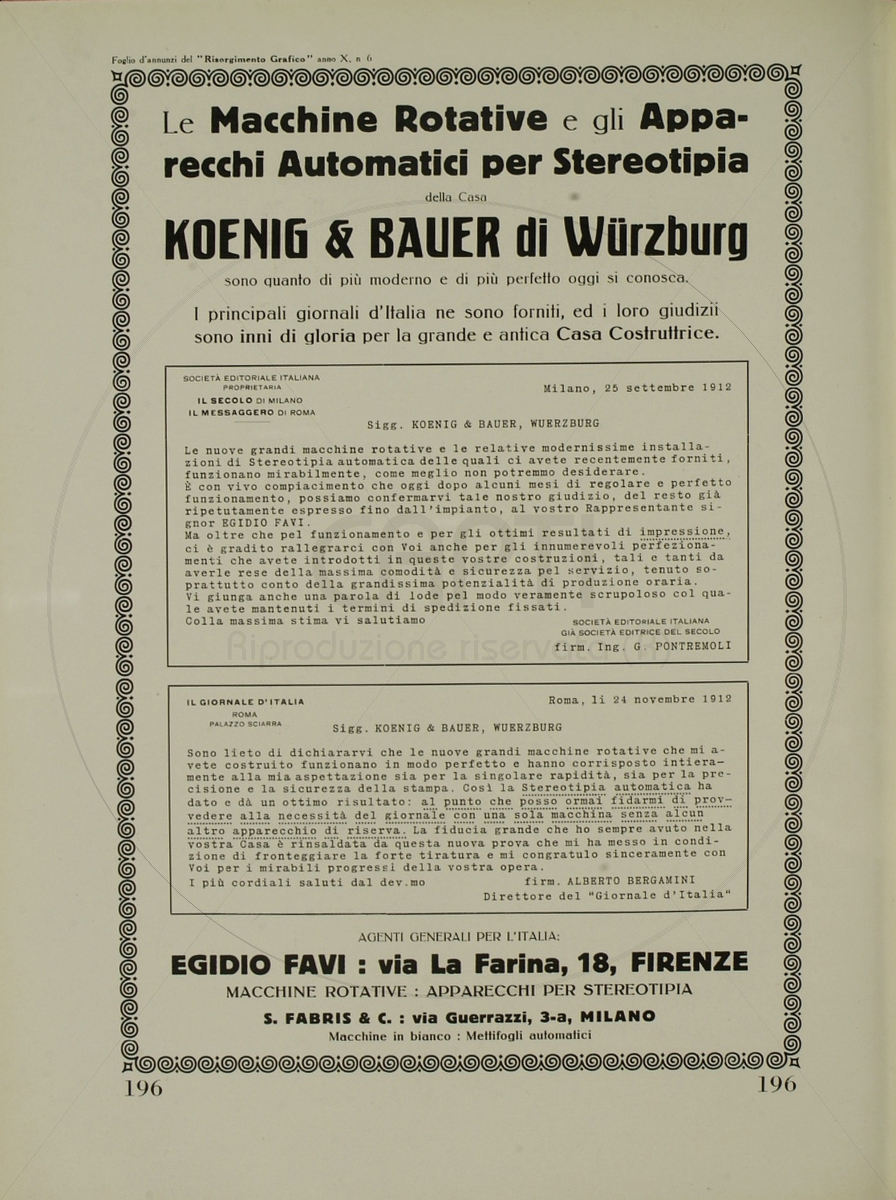 Foglio d'annunzi del "Risorgimento Grafico" anno X, n 6
Le Macchine Rotative e gli Appa-
recchi Automatici per Stereotipia
della Casa
KOENIG & BAUER di Würzburg
sono quanto di più moderno e di più perfetto oggi si conosca.
I principali giornali d'Italia ne sono forniti, ed i loro giudizii
sono inni di gloria per la grande e antica Casa Costruttrice.
SOCIETÀ EDITORIALE ITALIANA
PROPRIETARIA
IL SECOLO DI MILANO
IL MESSAGGERO DI ROMA
Milano, 25 settembre 1912
Sigg. KOENIG & BAUER, WUERZBURG
Le nuove grandi macchine rotative e le relative modernissime installa-
zioni di Stereotipia automatica delle quali ci avete recentemente forniti,
funzionano mirabilmente, come meglio non potremmo desiderare.
È con vivo compiacimento che oggi dopo alcuni mesi di regolare e perfetto
funzionamento, possiamo confermarvi tale nostro giudizio, del resto già
ripetutamente espresso fino dall'impianto, al vostro Rappresentante si-
gnor EGIDIO FAVI.
Ma oltre che pel funzionamento e per gli ottimi resultati di impressione,
ci è gradito rallegrarci con Voi anche per gli innumerevoli perfeziona-
menti che avete introdotti in queste vostre costruzioni, tali e tanti da
averle rese della massima comodità e sicurezza pel servizio, tenuto so-
prattutto conto della grandissima potenzialità di produzione oraria.
Vi giunga anche una parola di lode pel modo veramente scrupoloso col qua-
le avete mantenuti i termini di spedizione fissati.
Colla massima stima vi salutiamo
SOCIETÀ EDITORIALE ITALIANA
GIÀ SOCIETÀ EDITRICE DEL SECOLO
firm. Ing. G. PONTREMOLI
Riproduzione riservata
IL GIORNALE D'ITALIA
ROMA
PALAZZO SCIARRA
Roma, li 24 novembre 1912
Sigg. KOENIG & BAUER, WUERZBURG
Sono lieto di dichiararvi che le nuove grandi macchine rotative che mi a-
vete costruito funzionano in modo perfetto e hanno corrisposto intiera-
mente alla mia aspettazione sia per la singolare rapidità, sia per la pre-
cisione e la sicurezza della stampa. Così la Stereotipia automatica ha
dato e dà un ottimo risultato: al punto che posso ormai fidarmi di prov-
vedere alla necessità del giornale con una sola macchina senza alcun
altro apparecchio di riserva. La fiducia grande che ho sempre avuto nella
vostra Casa è rinsaldata da questa nuova prova che mi ha messo in condi-
zione di fronteggiare la forte tiratura e mi congratulo sinceramente con
Voi per i mirabili progressi della vostra opera.
I più cordiali saluti dal dev.mo
firm. ALBERTO BERGAMINI
Direttore del "Giornale d'Italia"
AGENTI GENERALI PER L'ITALIA:
EGIDIO FAVI : via La Farina, 18, FIRENZE
MACCHINE ROTATIVE : APPARECCHI PER STEREOTIPIA
S. FABRIS & C. : via Guerrazzi, 3-a, MILANO
Macchine in bianco : Mettifogli automatici
196
196